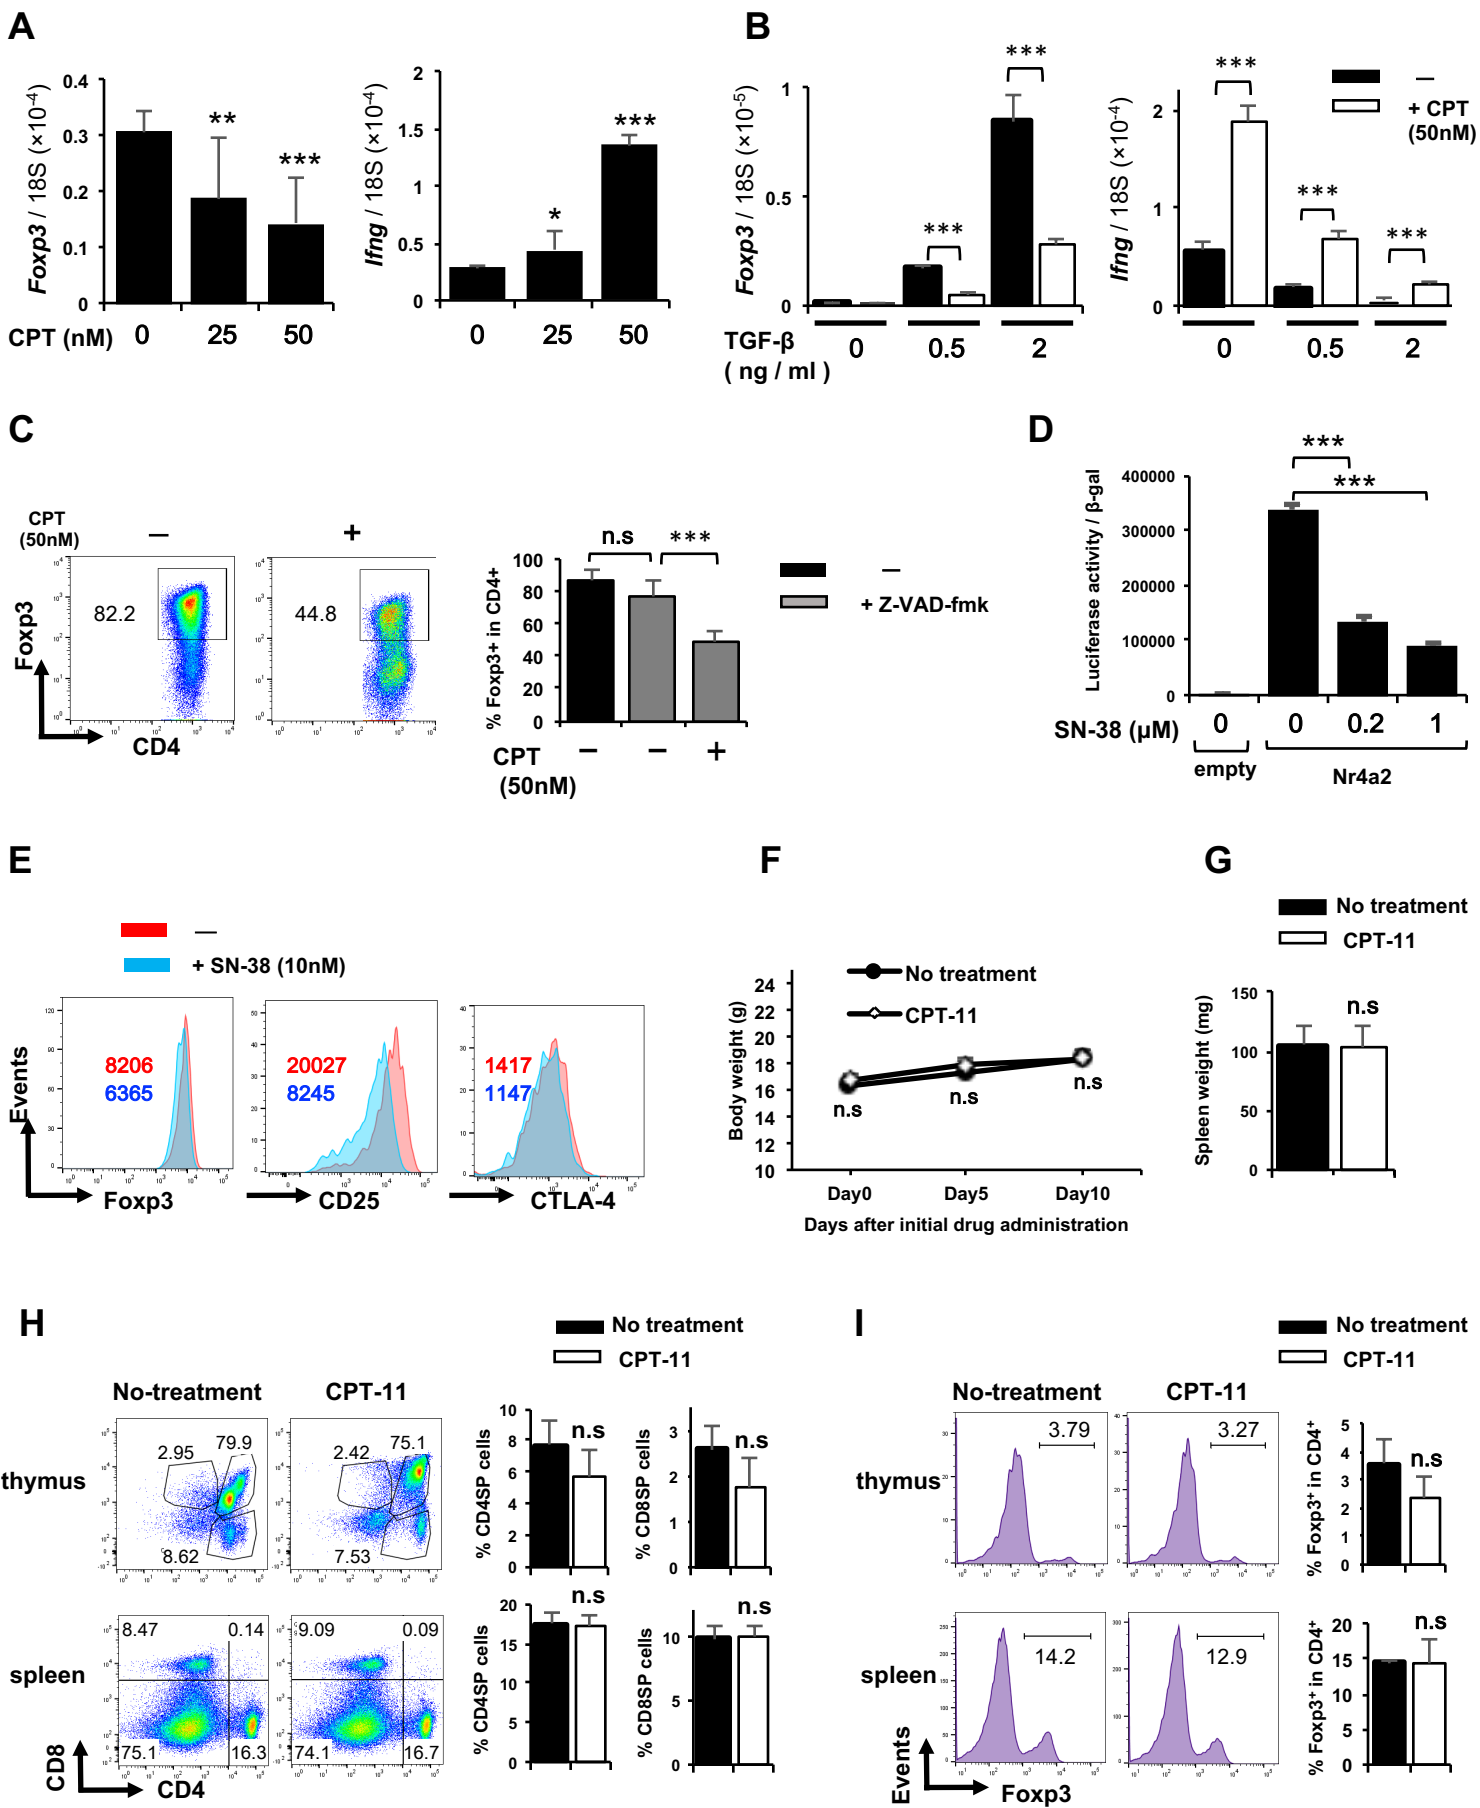 A
0.4
0.3
0.2
0.1
0
Foxp3 / 18S (×10-4)
**
***
CPT (nM) 0 25 50
2
1.5
1
0.5
0
Ifng / 18S (×10-4)
*
***
0 25 50
B
1
0.5
0
Foxp3 / 18S (×10-5)
***
***
TGF-β
( ng / ml )
0 0.5 2
2
1
0
Ifng / 18S (×10-4)
***
***
***
0 0.5 2
–
+ CPT
(50nM)
C
CPT
(50nM)
– +
82.2
44.8
Foxp3
CD4
100
80
60
40
20
0
% Foxp3+ in CD4+
n.s ***
CPT
(50nM)
– – +
–
+ Z-VAD-fmk
D
400000
300000
200000
100000
0
Luciferase activity / β-gal
***
***
SN-38 (μM) 0 0 0.2 1
empty
Nr4a2
E
–
+ SN-38 (10nM)
8206
6365
20027
8245
1417
1147
Events
Foxp3
CD25
CTLA-4
F
No treatment
CPT-11
24
22
20
18
16
14
12
10
Body weight (g)
n.s
n.s
n.s
Day0 Day5 Day10
Days after initial drug administration
G
No treatment
CPT-11
150
100
50
0
Spleen weight (mg)
n.s
H
No treatment
CPT-11
No-treatment CPT-11
thymus
2.95 79.9
8.62
2.42 75.1
7.53
10
8
6
4
2
0
% CD4SP cells
n.s
3
2
1
0
% CD8SP cells
n.s
spleen
8.47 0.14
75.1 16.3
9.09 0.09
74.1 16.7
CD8
CD4
20
15
10
5
0
% CD4SP cells
n.s
10
5
0
% CD8SP cells
n.s
I
No treatment
CPT-11
No-treatment CPT-11
thymus
3.79
3.27
5
4
3
2
1
0
% Foxp3+ in CD4+
n.s
spleen
14.2
12.9
Events
Foxp3
20
15
10
5
0
% Foxp3+ in CD4+
n.s